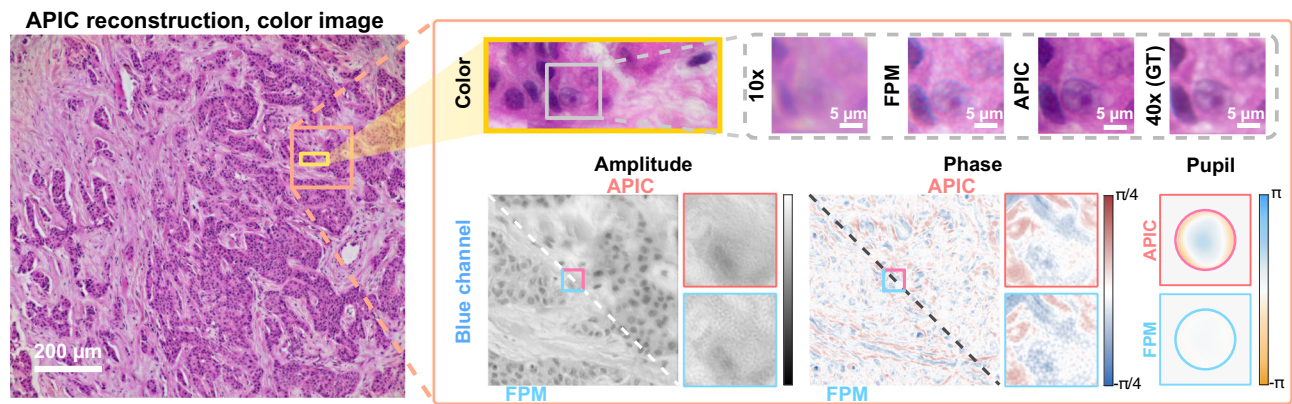 APIC reconstruction, color image
200 µm
Color
10x
5 µm
FPM
5 µm
APIC
5 µm
40x (GT)
5 µm
Blue channel
Amplitude
APIC
FPM
Phase
APIC
FPM
π/4
-π/4
Pupil
APIC
FPM
π
-π